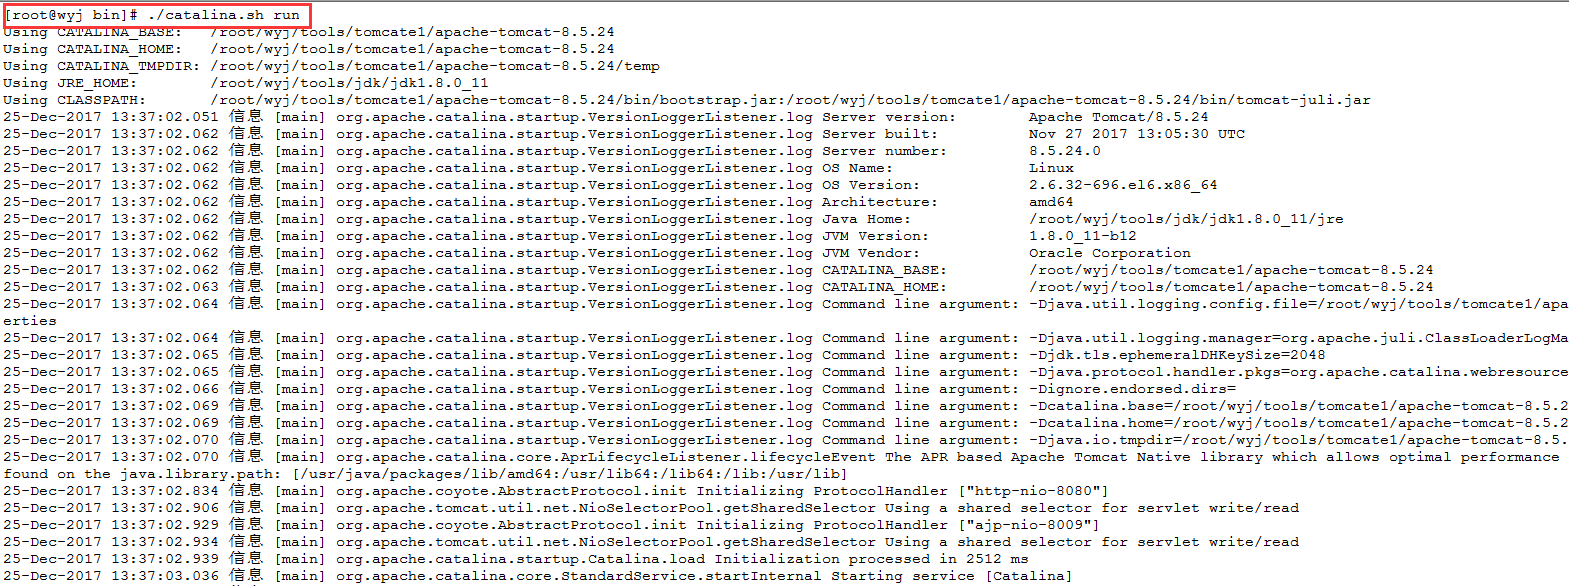 [root@wyj bin]# ./catalina.sh run
Using CATALINA_BASE:   /root/wyj/tools/tomcate1/apache-tomcat-8.5.24
Using CATALINA_HOME:   /root/wyj/tools/tomcate1/apache-tomcat-8.5.24
Using CATALINA_TMPDIR: /root/wyj/tools/tomcate1/apache-tomcat-8.5.24/temp
Using JRE_HOME:        /root/wyj/tools/jdk/jdk1.8.0_11
Using CLASSPATH:       /root/wyj/tools/tomcate1/apache-tomcat-8.5.24/bin/bootstrap.jar:/root/wyj/tools/tomcate1/apache-tomcat-8.5.24/bin/tomcat-juli.jar
25-Dec-2017 13:37:02.051 信息 [main] org.apache.catalina.startup.VersionLoggerListener.log Server version:        Apache Tomcat/8.5.24
25-Dec-2017 13:37:02.062 信息 [main] org.apache.catalina.startup.VersionLoggerListener.log Server built:          Nov 27 2017 13:05:30 UTC
25-Dec-2017 13:37:02.062 信息 [main] org.apache.catalina.startup.VersionLoggerListener.log Server number:         8.5.24.0
25-Dec-2017 13:37:02.062 信息 [main] org.apache.catalina.startup.VersionLoggerListener.log OS Name:               Linux
25-Dec-2017 13:37:02.062 信息 [main] org.apache.catalina.startup.VersionLoggerListener.log OS Version:            2.6.32-696.el6.x86_64
25-Dec-2017 13:37:02.062 信息 [main] org.apache.catalina.startup.VersionLoggerListener.log Architecture:          amd64
25-Dec-2017 13:37:02.062 信息 [main] org.apache.catalina.startup.VersionLoggerListener.log Java Home:             /root/wyj/tools/jdk/jdk1.8.0_11/jre
25-Dec-2017 13:37:02.062 信息 [main] org.apache.catalina.startup.VersionLoggerListener.log JVM Version:           1.8.0_11-b12
25-Dec-2017 13:37:02.062 信息 [main] org.apache.catalina.startup.VersionLoggerListener.log JVM Vendor:            Oracle Corporation
25-Dec-2017 13:37:02.062 信息 [main] org.apache.catalina.startup.VersionLoggerListener.log CATALINA_BASE:         /root/wyj/tools/tomcate1/apache-tomcat-8.5.24
25-Dec-2017 13:37:02.063 信息 [main] org.apache.catalina.startup.VersionLoggerListener.log CATALINA_HOME:         /root/wyj/tools/tomcate1/apache-tomcat-8.5.24
25-Dec-2017 13:37:02.064 信息 [main] org.apache.catalina.startup.VersionLoggerListener.log Command line argument: -Djava.util.logging.config.file=/root/wyj/tools/tomcate1/apa
erties
25-Dec-2017 13:37:02.064 信息 [main] org.apache.catalina.startup.VersionLoggerListener.log Command line argument: -Djava.util.logging.manager=org.apache.juli.ClassLoaderLogMa
25-Dec-2017 13:37:02.065 信息 [main] org.apache.catalina.startup.VersionLoggerListener.log Command line argument: -Djdk.tls.ephemeralDHKeySize=2048
25-Dec-2017 13:37:02.065 信息 [main] org.apache.catalina.startup.VersionLoggerListener.log Command line argument: -Djava.protocol.handler.pkgs=org.apache.catalina.webresource
25-Dec-2017 13:37:02.066 信息 [main] org.apache.catalina.startup.VersionLoggerListener.log Command line argument: -Dignore.endorsed.dirs=
25-Dec-2017 13:37:02.069 信息 [main] org.apache.catalina.startup.VersionLoggerListener.log Command line argument: -Dcatalina.base=/root/wyj/tools/tomcate1/apache-tomcat-8.5.2
25-Dec-2017 13:37:02.069 信息 [main] org.apache.catalina.startup.VersionLoggerListener.log Command line argument: -Dcatalina.home=/root/wyj/tools/tomcate1/apache-tomcat-8.5.2
25-Dec-2017 13:37:02.070 信息 [main] org.apache.catalina.startup.VersionLoggerListener.log Command line argument: -Djava.io.tmpdir=/root/wyj/tools/tomcate1/apache-tomcat-8.5.
25-Dec-2017 13:37:02.070 信息 [main] org.apache.catalina.core.AprLifecycleListener.lifecycleEvent The APR based Apache Tomcat Native library which allows optimal performance
found on the java.library.path: [/usr/java/packages/lib/amd64:/usr/lib64:/lib64:/lib:/usr/lib]
25-Dec-2017 13:37:02.834 信息 [main] org.apache.coyote.AbstractProtocol.init Initializing ProtocolHandler ["http-nio-8080"]
25-Dec-2017 13:37:02.906 信息 [main] org.apache.tomcat.util.net.NioSelectorPool.getSharedSelector Using a shared selector for servlet write/read
25-Dec-2017 13:37:02.929 信息 [main] org.apache.coyote.AbstractProtocol.init Initializing ProtocolHandler ["ajp-nio-8009"]
25-Dec-2017 13:37:02.934 信息 [main] org.apache.tomcat.util.net.NioSelectorPool.getSharedSelector Using a shared selector for servlet write/read
25-Dec-2017 13:37:02.939 信息 [main] org.apache.catalina.startup.Catalina.load Initialization processed in 2512 ms
25-Dec-2017 13:37:03.036 信息 [main] org.apache.catalina.core.StandardService.startInternal Starting service [Catalina]